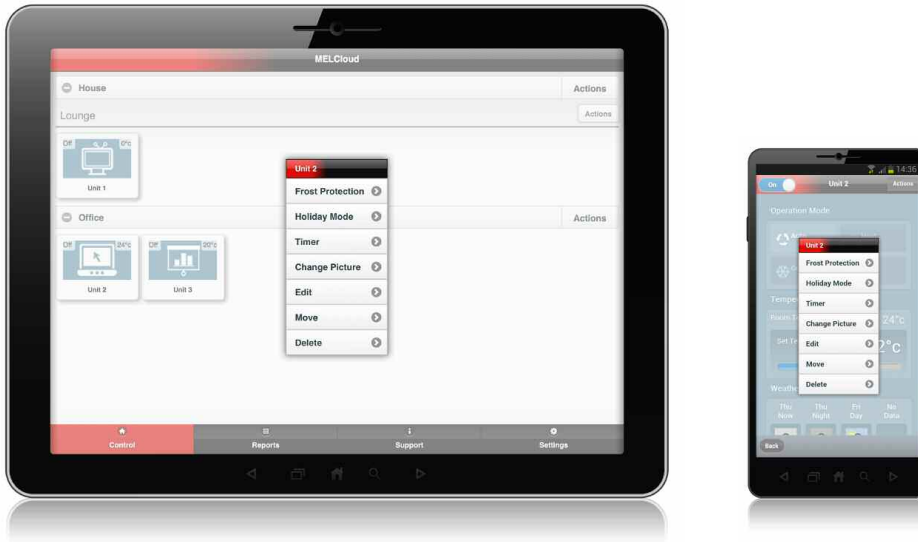 MELCloud
House
Actions
Lounge
Actions
Off
0°c
Unit 1
Office
Actions
Off
24°c
Unit 2
Off
20°c
Unit 3
Unit 2
Frost Protection
Holiday Mode
Timer
Change Picture
Edit
Move
Delete
Control
Reports
Support
Settings
14:36
On
Unit 2
Actions
Operation Mode
Unit 2
Frost Protection
Holiday Mode
Timer
Change Picture
Edit
Move
Delete
24°c
Thu Now
Thu Night
Fri Day
No Data
Back